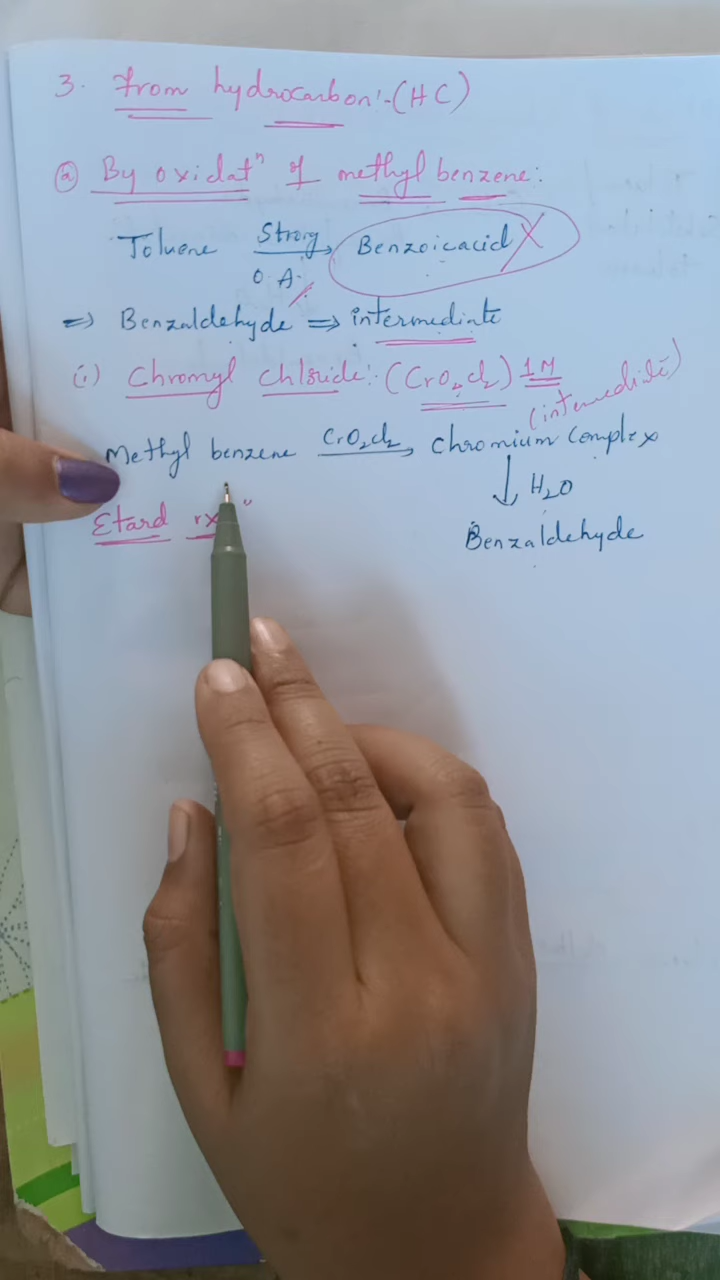 3. From hydrocarbon:-(HC)
ⓐ By oxidatⁿ of methyl benzene:
Toluene Strong O.A. → Benzoicacid X
⇒ Benzaldehyde ⇒ intermediate
(i) Chromyl Chloride: (CrO₂Cl₂) 1M
(intermediate)
Methyl benzene CrO₂Cl₂ → Chromium Complex
↓ H₂O
Etard rxⁿ
Benzaldehyde